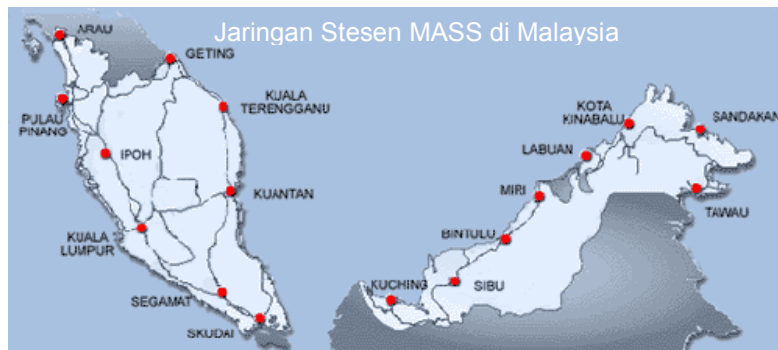 Jaringan Stesen MASS di Malaysia
ARAU
GETING
KUALA
TERENGGANU
PULAU
PINANG
IPOH
KUANTAN
KUALA
LUMPUR
SEGAMAT
SKUDAI
KOTA
KINABALU
SANDAKAN
LABUAN
MIRI
TAWAU
BINTULU
SIBU
KUCHING